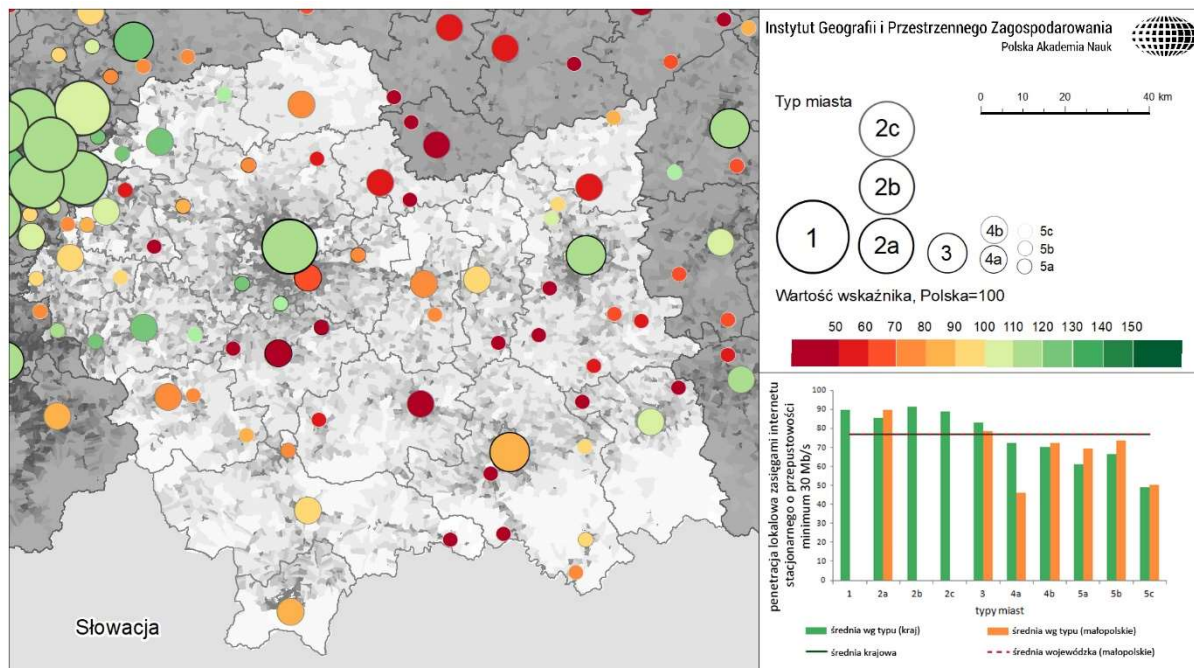 Instytut Geografii i Przestrzennego Zagospodarowania
Polska Akademia Nauk
Typ miasta
0 10 20 40 km
2c
2b
1
2a
3
4b
4a
5c
5b
5a
Wartość wskaźnika, Polska=100
50 60 70 80 90 100 110 120 130 140 150
Słowacja
penetracja lokalowa zasięgami internetu
stacjonarnego o przepustowości
minimum 30 Mb/s
100
90
80
70
60
50
40
30
20
10
0
1 2a 2b 2c 3 4a 4b 5a 5b 5c
typy miast
średnia wg typu (kraj)
średnia wg typu (małopolskie)
średnia krajowa
średnia wojewódzka (małopolskie)